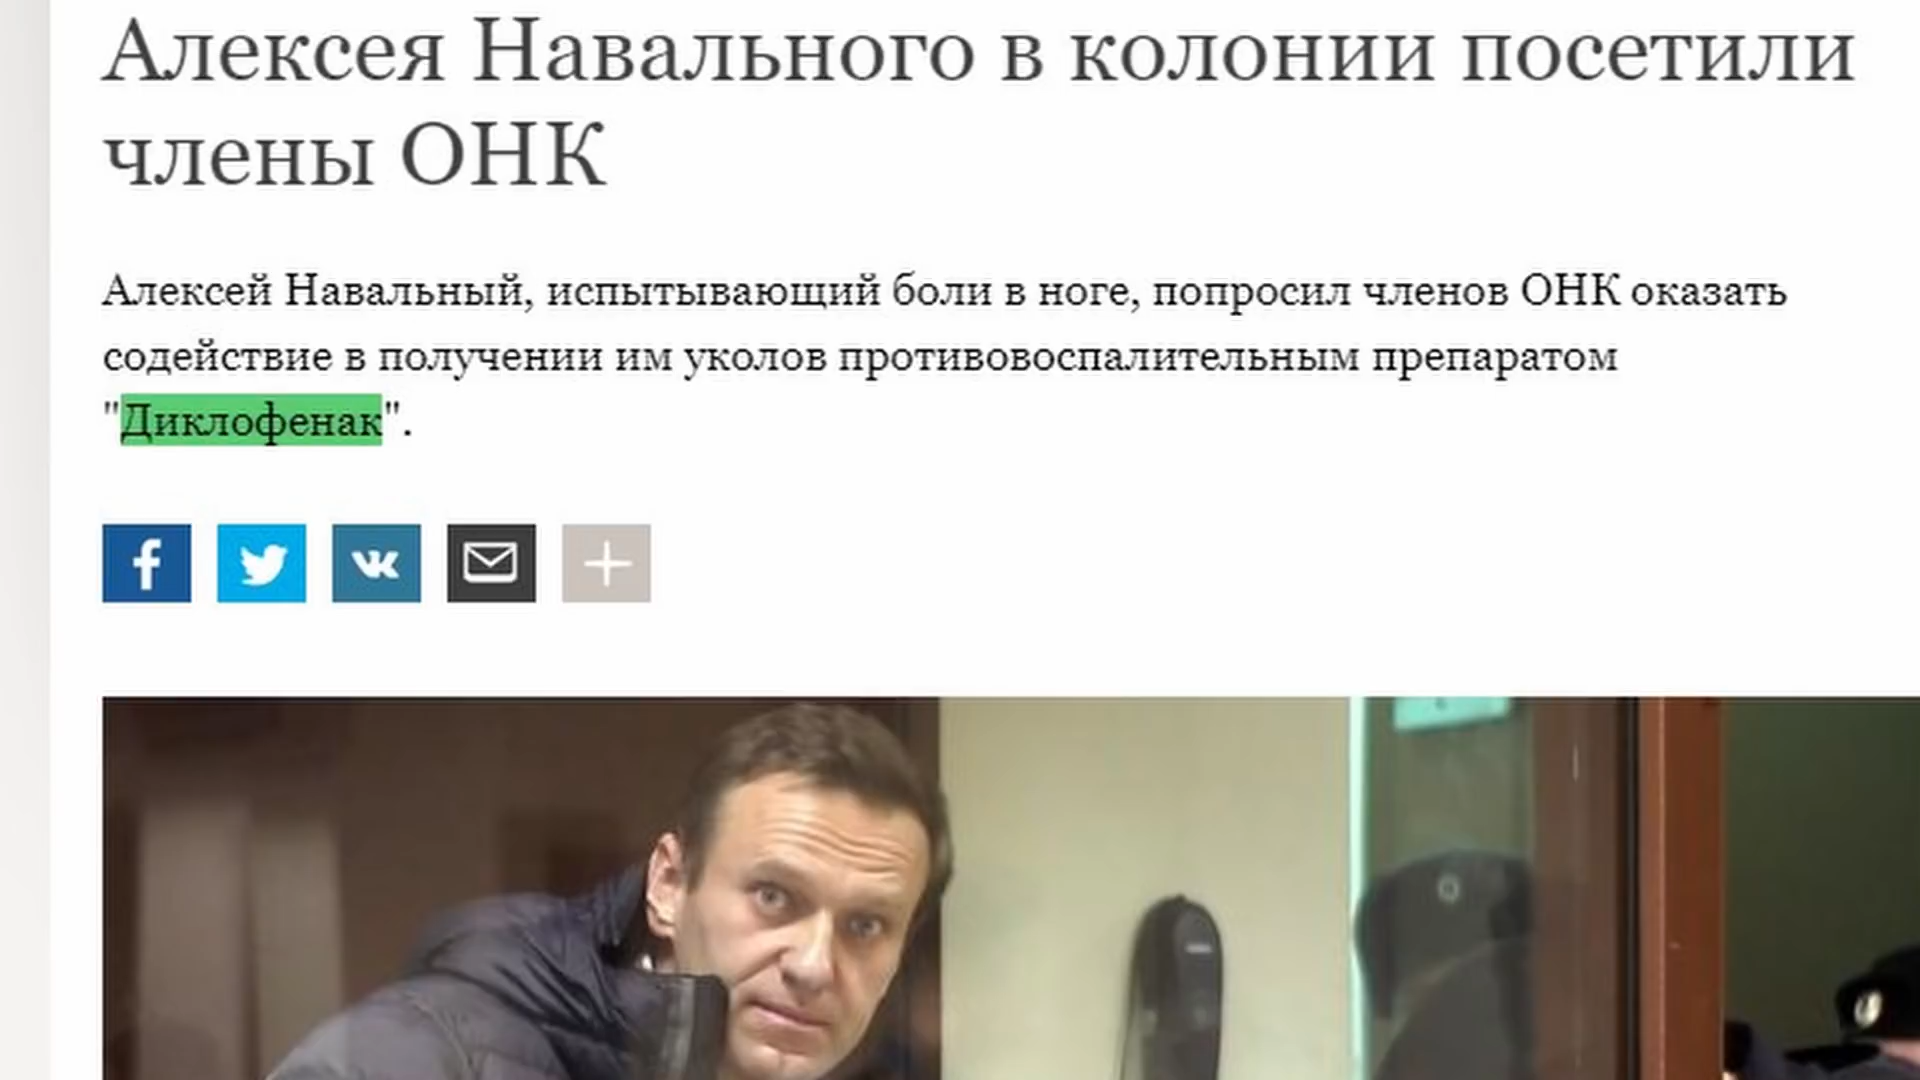 Алексея Навального в колонии посетили
члены ОНК
Алексей Навальный, испытывающий боли в ноге, попросил членов ОНК оказать
содействие в получении им уколов противовоспалительным препаратом
"Диклофенак".